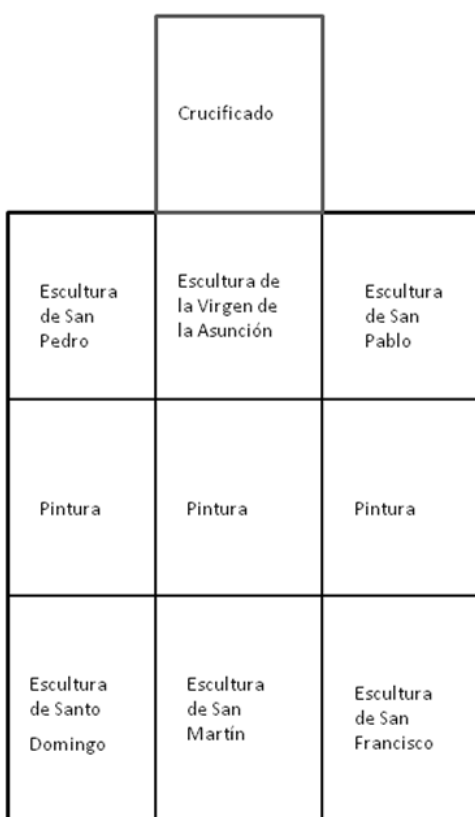 Crucificado
Escultura
de San
Pedro
Escultura de
la Virgen de
la Asunción
Escultura
de San
Pablo
Pintura
Pintura
Pintura
Escultura
de Santo
Domingo
Escultura
de San
Martín
Escultura
de San
Francisco